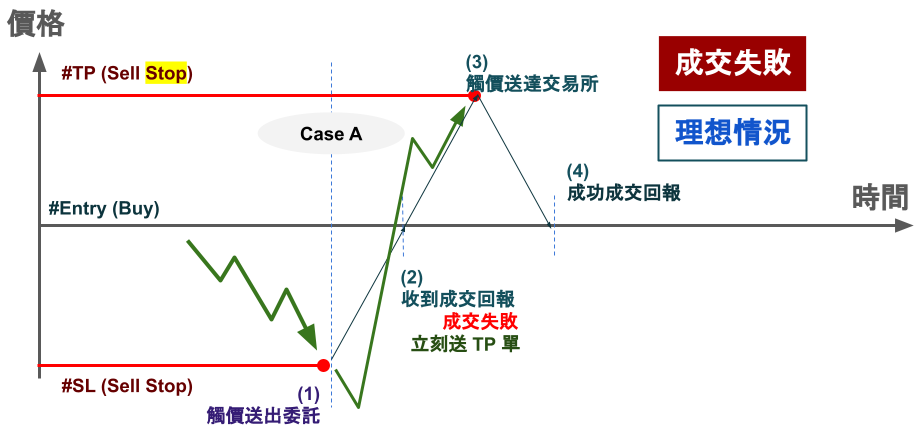 價格
#TP (Sell Stop)
(3)
觸價送達交易所
成交失敗
Case A
理想情況
(4)
成功成交回報
時間
#Entry (Buy)
(2)
收到成交回報
成交失敗
立刻送 TP 單
#SL (Sell Stop)
(1)
觸價送出委託